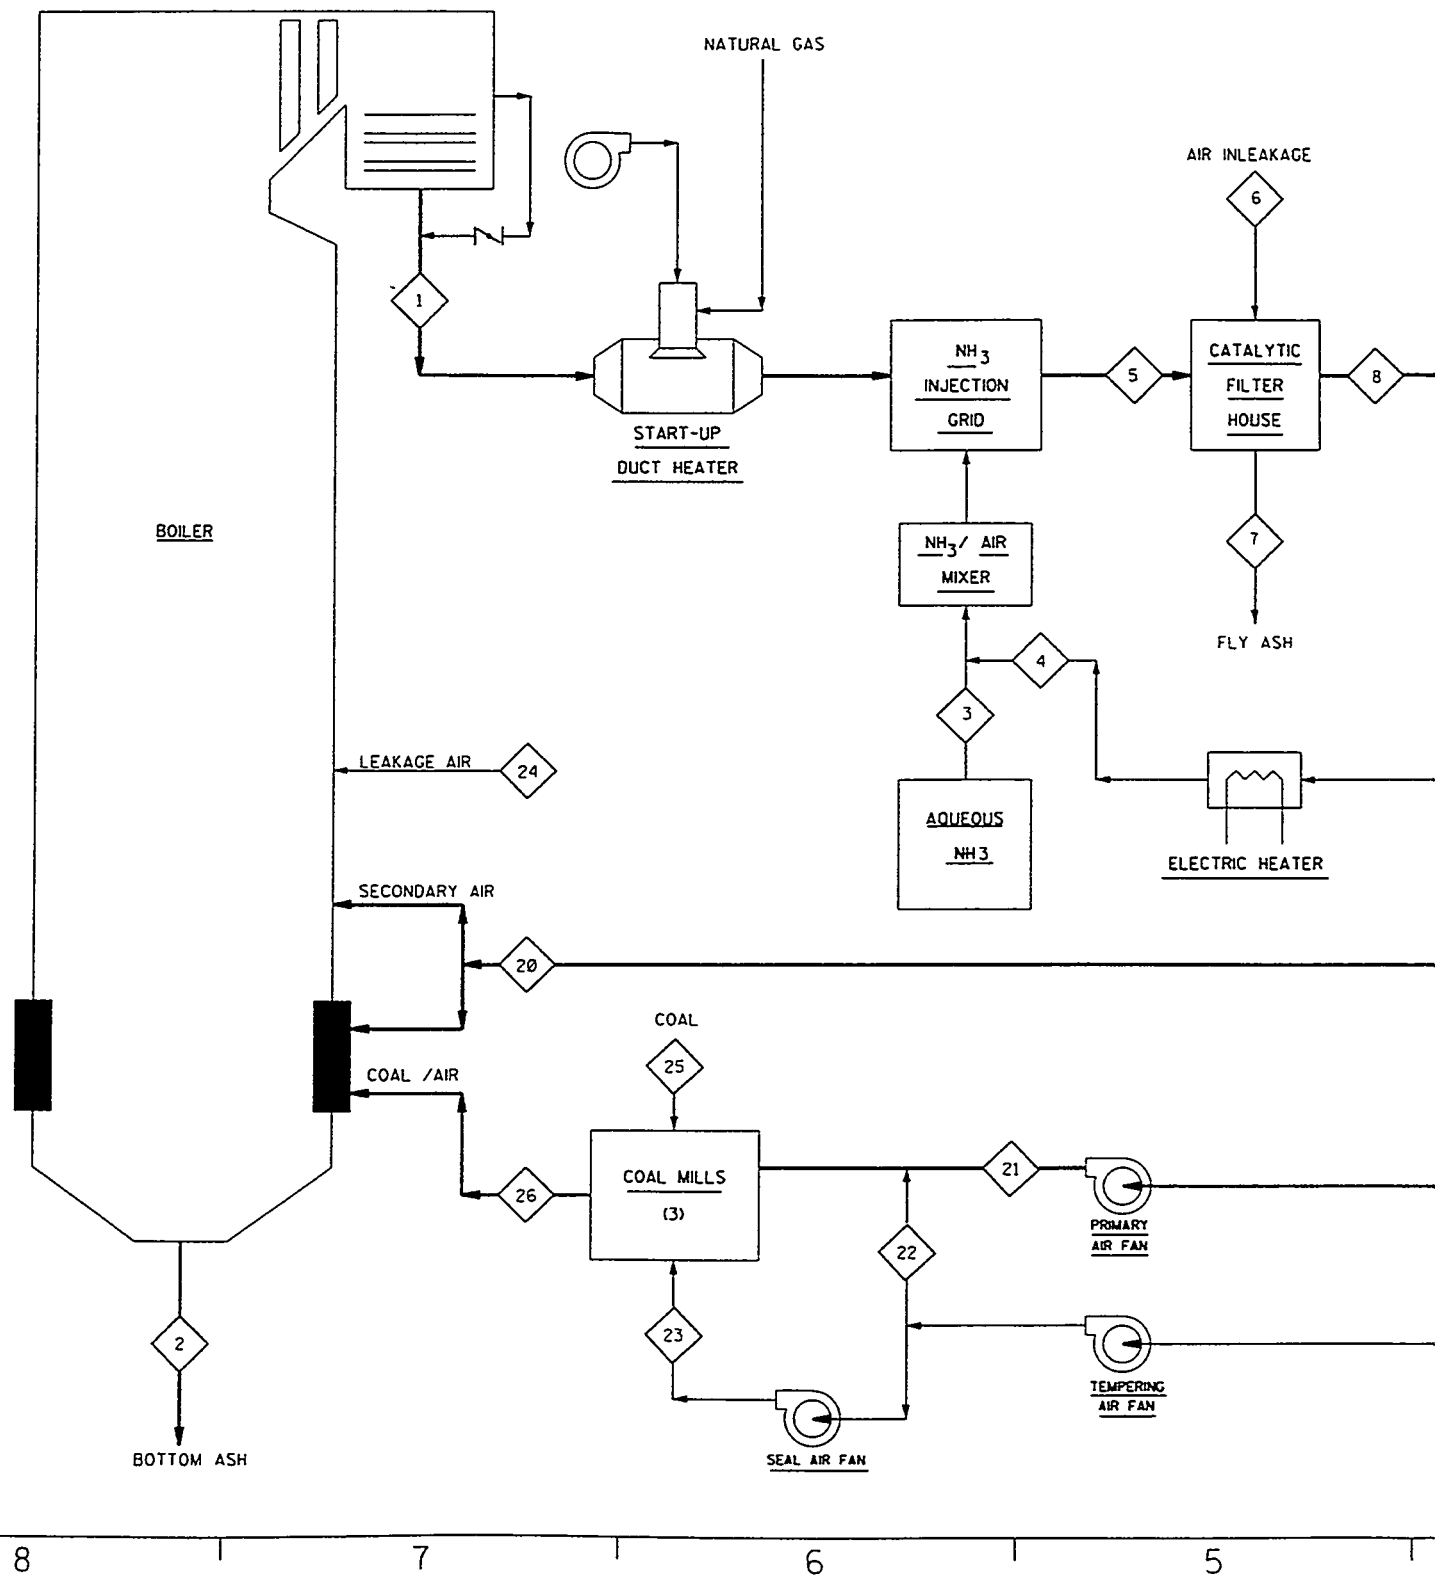 NATURAL GAS
AIR INLEAKAGE
6
1
NH3
INJECTION
GRID
5
CATALYTIC
FILTER
HOUSE
8
START-UP
DUCT HEATER
BOILER
NH3/ AIR
MIXER
7
FLY ASH
4
3
LEAKAGE AIR
24
AQUEOUS
NH3
ELECTRIC HEATER
SECONDARY AIR
20
COAL
25
COAL /AIR
COAL MILLS
(3)
21
26
PRIMARY
AIR FAN
22
23
2
TEMPERING
AIR FAN
BOTTOM ASH
SEAL AIR FAN
8
7
6
5